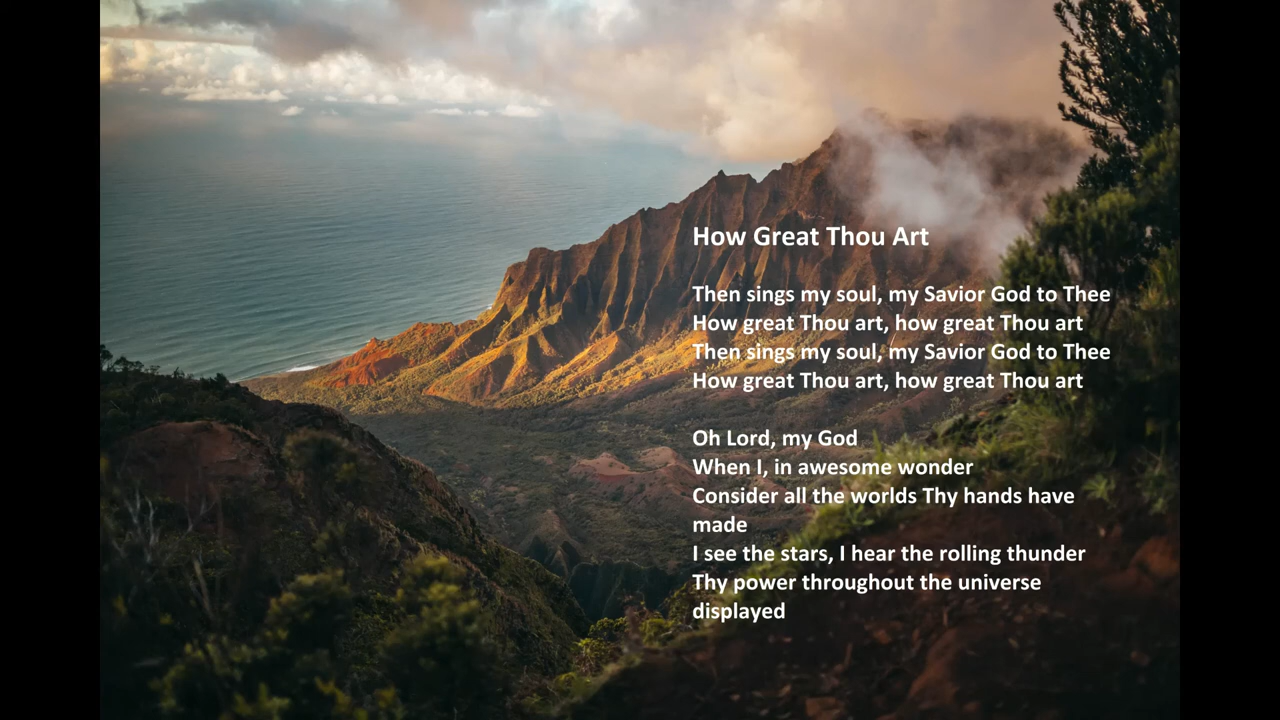 How Great Thou Art
Then sings my soul, my Savior God to Thee
How great Thou art, how great Thou art
Then sings my soul, my Savior God to Thee
How great Thou art, how great Thou art
Oh Lord, my God
When I, in awesome wonder
Consider all the worlds Thy hands have
made
I see the stars, I hear the rolling thunder
Thy power throughout the universe
displayed